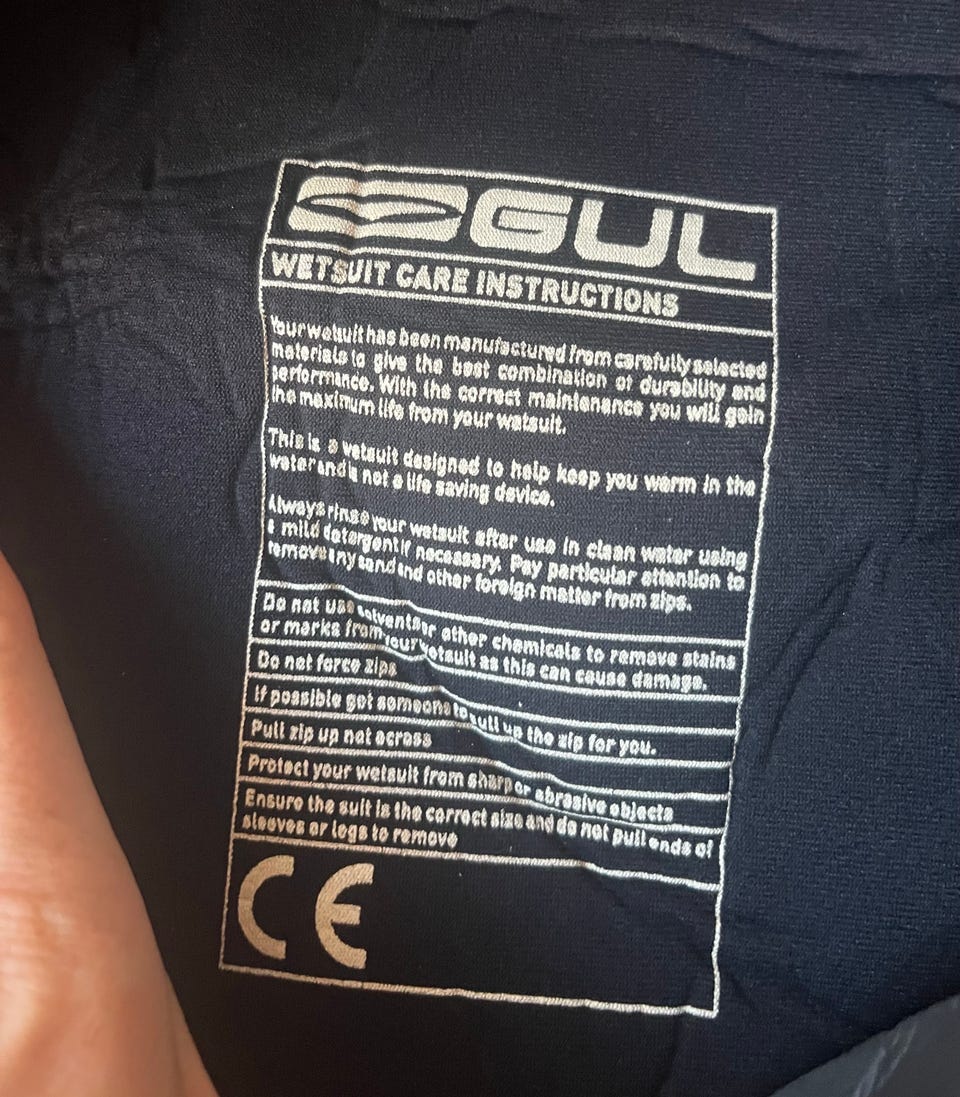 GUL
WETSUIT CARE INSTRUCTIONS
Your wetsuit has been manufactured from carefully selected
materials to give the best combination of durability and
performance. With the correct maintenance you will gain
the maximum life from your wetsuit.
This is a wetsuit designed to help keep you warm in the
water and is not a life saving device.
Always rinse your wetsuit after use in clean water using
a mild detergent if necessary. Pay particular attention to
remove any sand and other foreign matter from zips.
Do not use solvents or other chemicals to remove stains
or marks from your wetsuit as this can cause damage.
Do not force zips
If possible get someone to pull up the zip for you.
Pull zip up not across
Protect your wetsuit from sharp or abrasive objects
Ensure the suit is the correct size and do not pull ends of
sleeves or legs to remove
CE